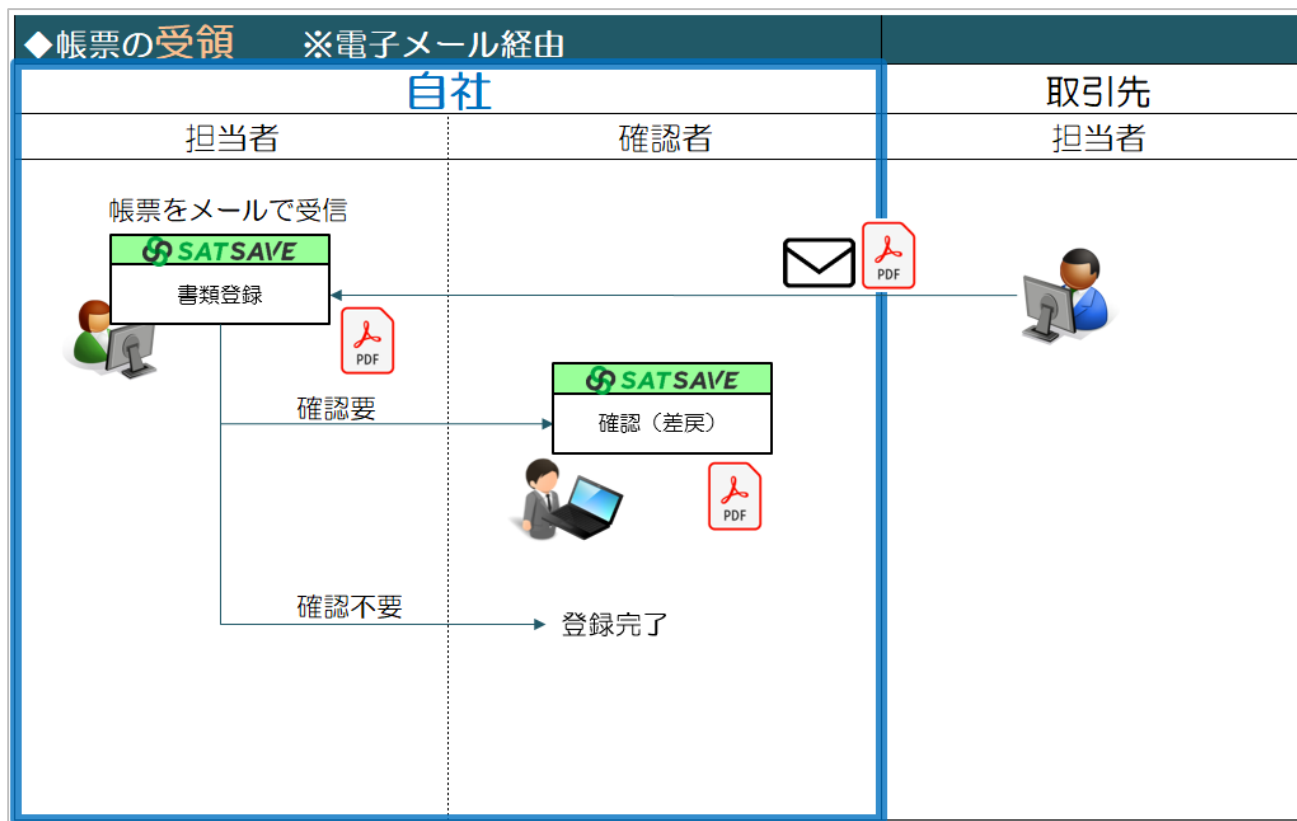 ◆帳票の受領 ※電子メール経由
自社
取引先
担当者
確認者
担当者
帳票をメールで受信
SATSAVE
書類登録
PDF
PDF
確認要
SATSAVE
確認（差戻）
PDF
確認不要
登録完了